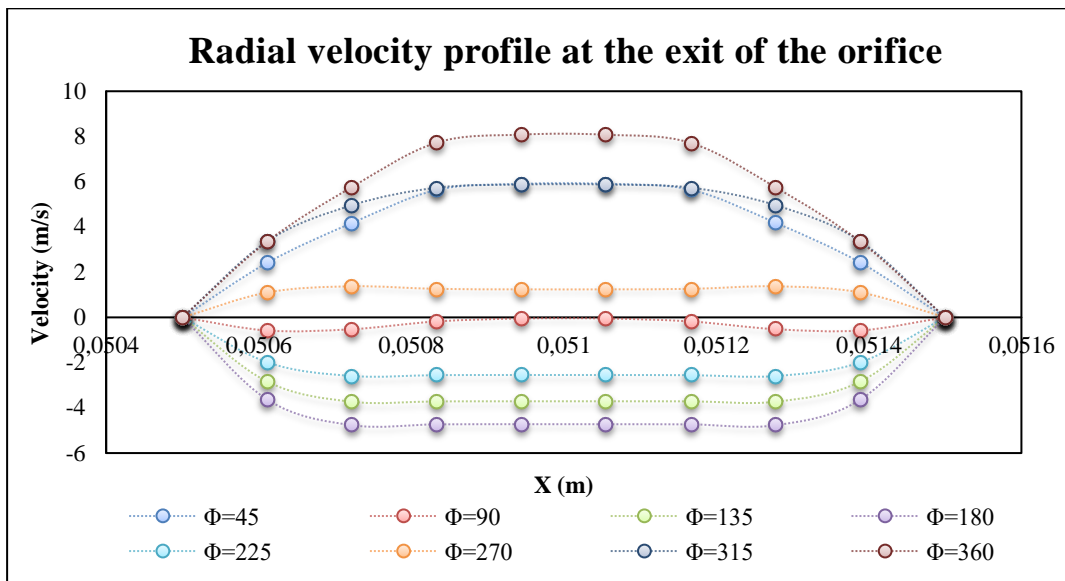 Radial velocity profile at the exit of the orifice
10
8
6
4
2
0
-2
-4
-6
Velocity (m/s)
0,0504 0,0506 0,0508 0,051 0,0512 0,0514 0,0516
X (m)
Φ=45 Φ=90 Φ=135 Φ=180
Φ=225 Φ=270 Φ=315 Φ=360